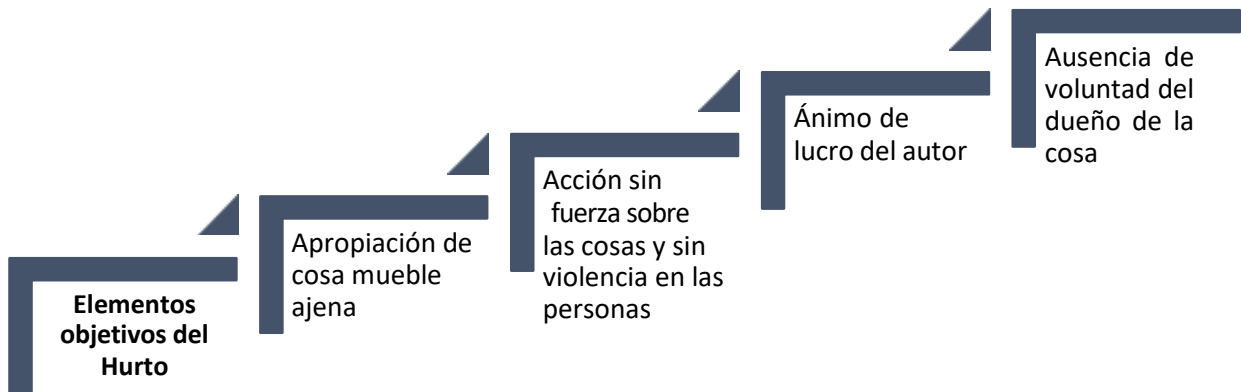 Elementos
objetivos del
Hurto
Apropiación de
cosa mueble
ajena
Acción sin
fuerza sobre
las cosas y sin
violencia en las
personas
Ánimo de
lucro del autor
Ausencia de
voluntad del
dueño de la
cosa